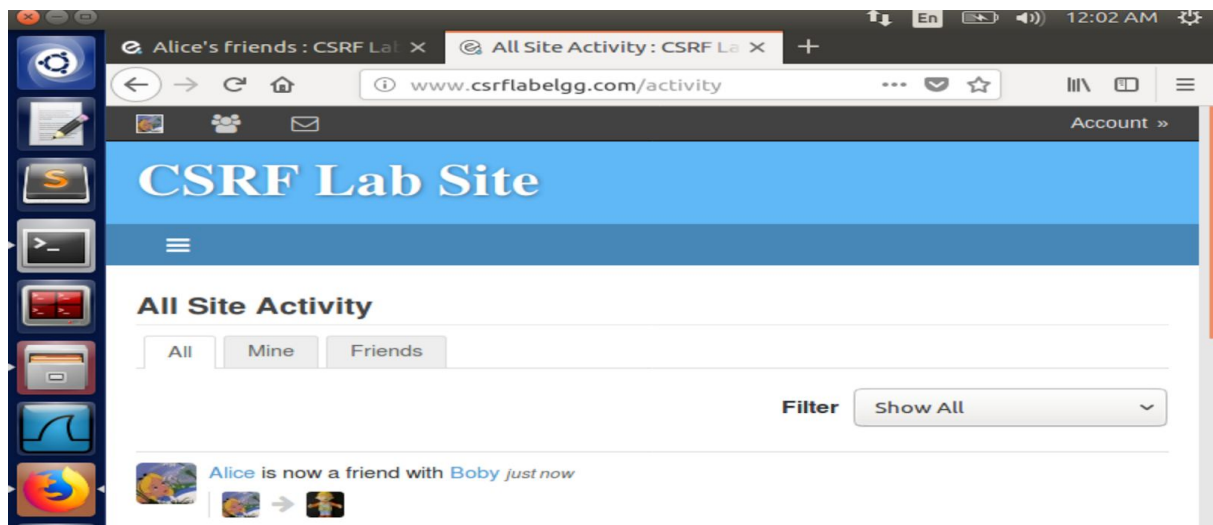 En 12:02 AM
Alice's friends : CSRF Lal All Site Activity : CSRF La
www.csrflabelgg.com/activity
Account »
CSRF Lab Site
All Site Activity
All Mine Friends
Filter Show All
Alice is now a friend with Boby just now